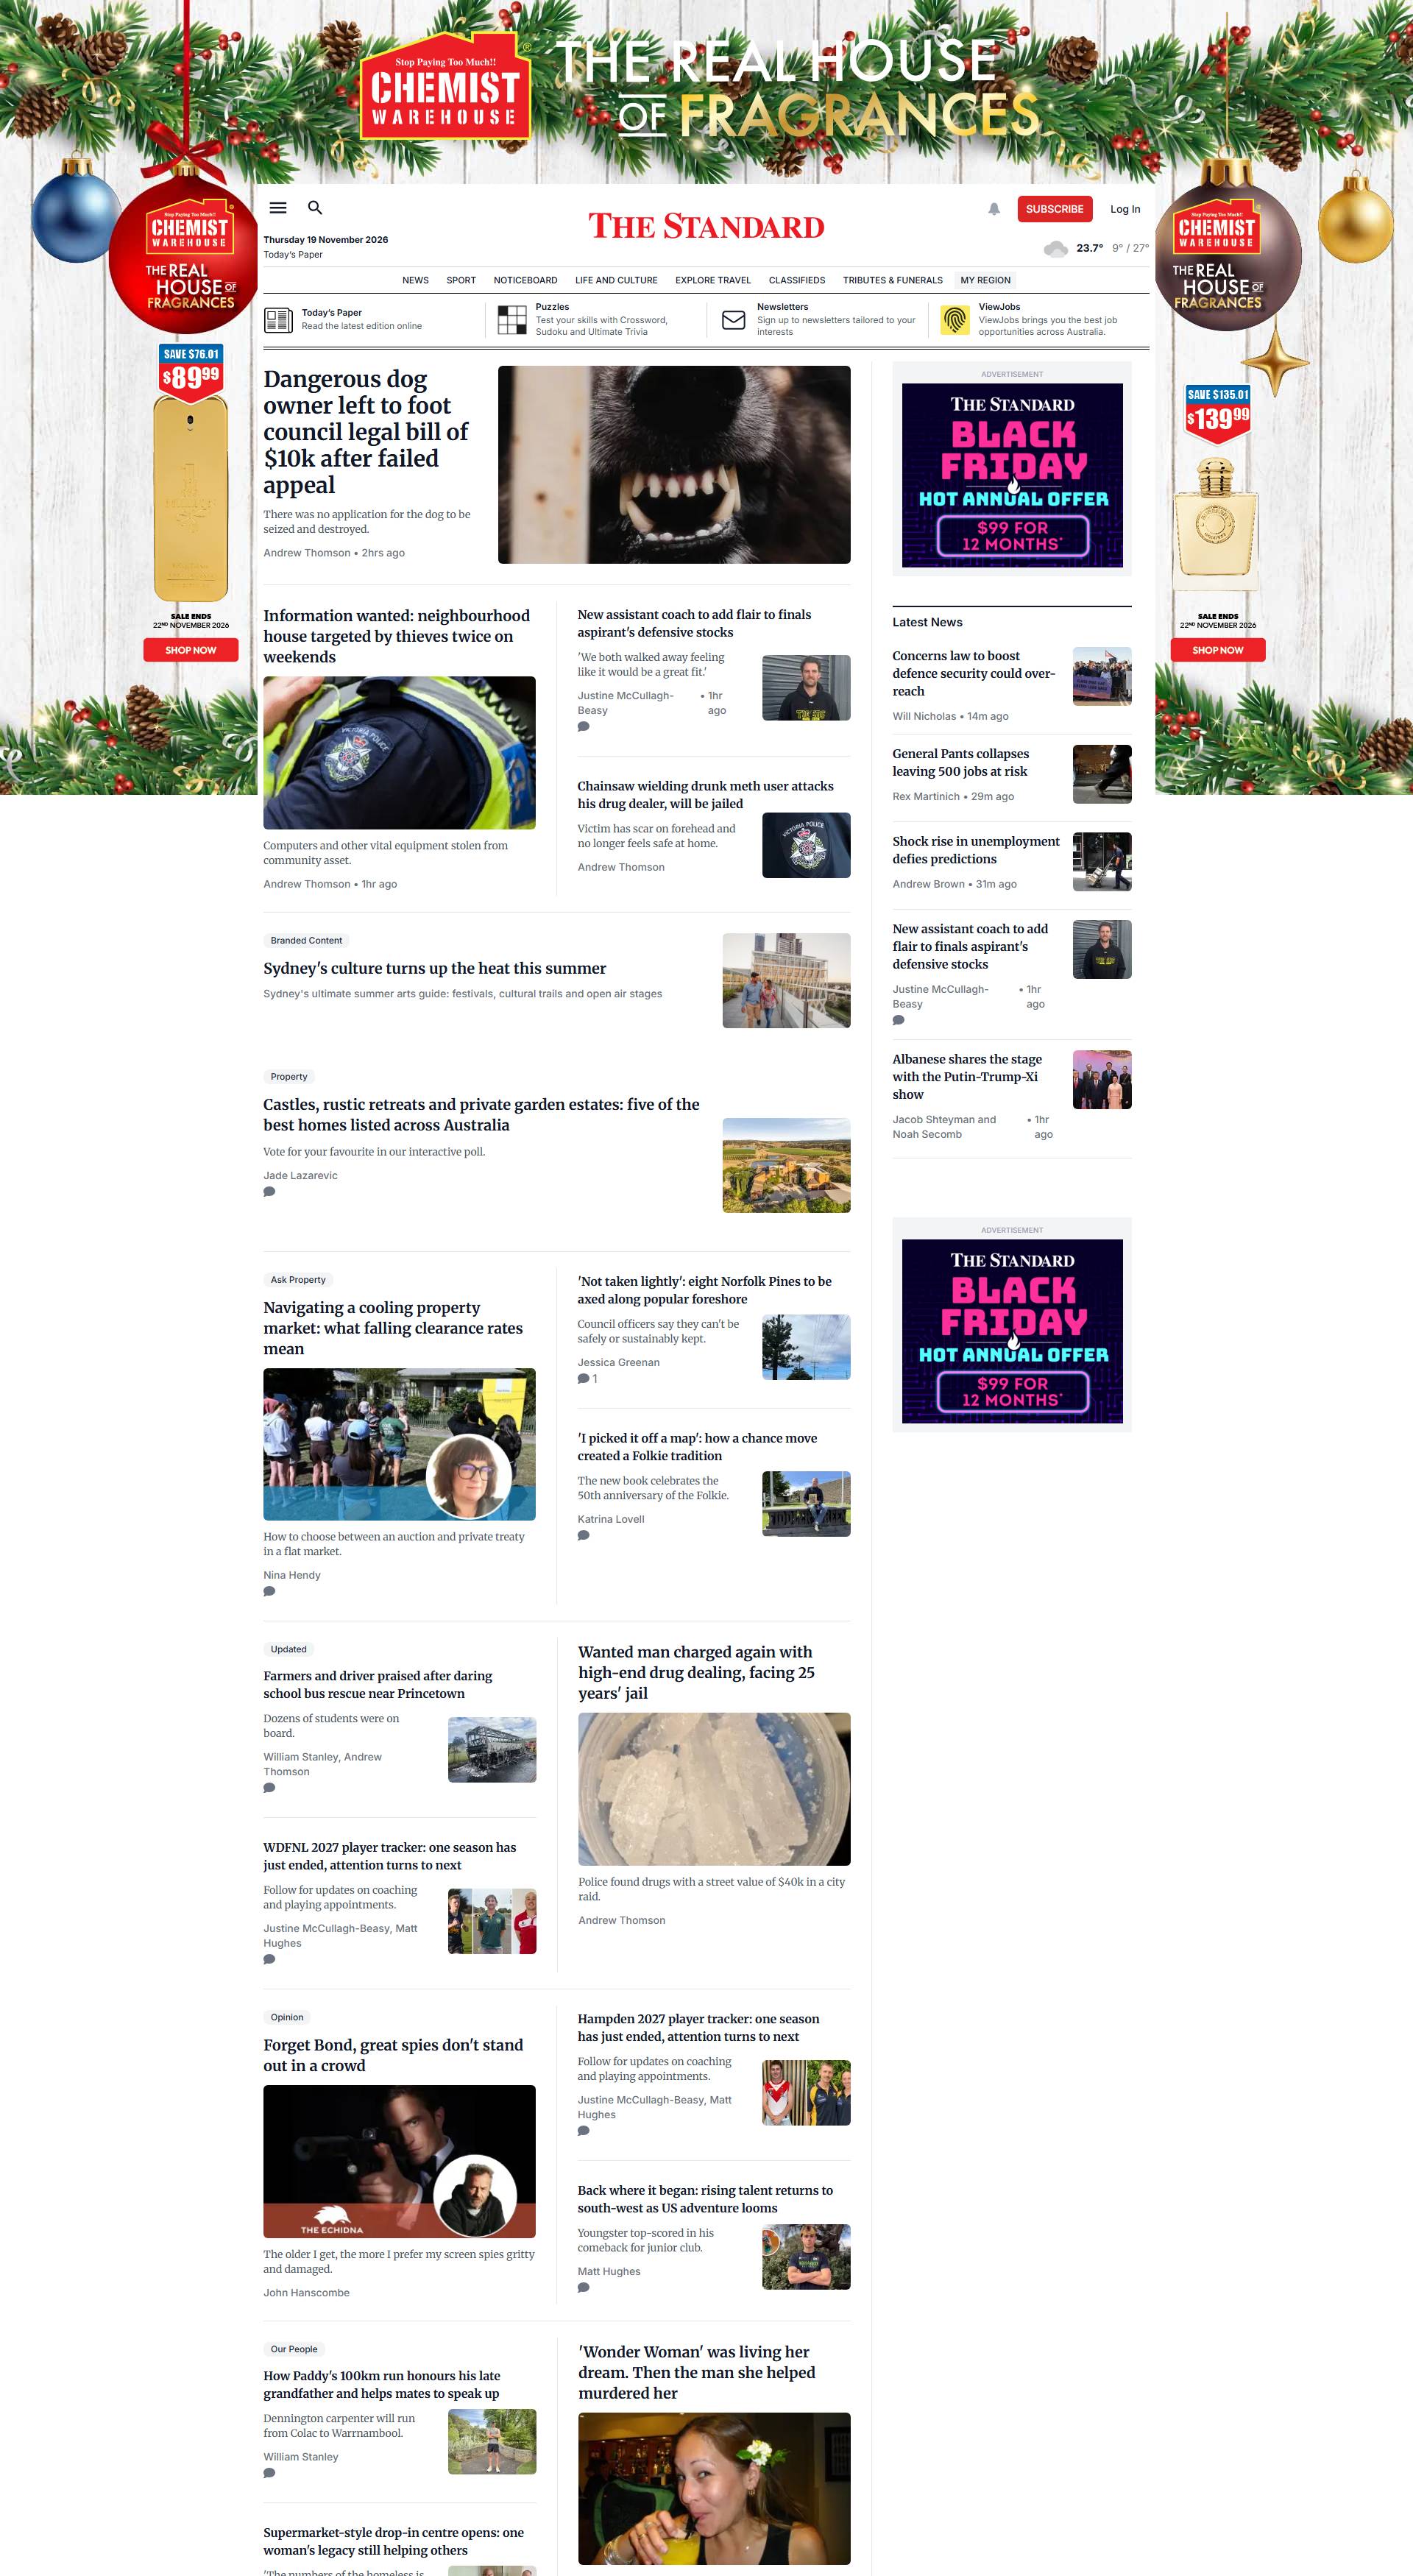 Stop Paying Too Much!!
CHEMIST
WAREHOUSE
THE REAL HOUSE
OF FRAGRANCES
Stop Paying Too Much!!
CHEMIST
WAREHOUSE
THE REAL
HOUSE OF
FRAGRANCES
SAVE $76.01
$89.99
SALE ENDS
22ND NOVEMBER 2026
SHOP NOW
Stop Paying Too Much!!
CHEMIST
WAREHOUSE
THE REAL
HOUSE OF
FRAGRANCES
SAVE $135.01
$139.99
SALE ENDS
22ND NOVEMBER 2026
SHOP NOW
THE STANDARD
SUBSCRIBE
Log In
Thursday 19 November 2026
Today's Paper
23.7° 9° / 27°
NEWS SPORT NOTICEBOARD LIFE AND CULTURE EXPLORE TRAVEL CLASSIFIEDS TRIBUTES & FUNERALS MY REGION
Today's Paper
Read the latest edition online
Puzzles
Test your skills with Crossword,
Sudoku and Ultimate Trivia
Newsletters
Sign up to newsletters tailored to your
interests
ViewJobs
ViewJobs brings you the best job
opportunities across Australia.
Dangerous dog
owner left to foot
council legal bill of
$10k after failed
appeal
There was no application for the dog to be
seized and destroyed.
Andrew Thomson • 2hrs ago
Information wanted: neighbourhood
house targeted by thieves twice on
weekends
VICTORIA POLICE
Computers and other vital equipment stolen from
community asset.
Andrew Thomson • 1hr ago
New assistant coach to add flair to finals
aspirant's defensive stocks
'We both walked away feeling
like it would be a great fit.'
Justine McCullagh-
Beasy
• 1hr
ago
Chainsaw wielding drunk meth user attacks
his drug dealer, will be jailed
Victim has scar on forehead and
no longer feels safe at home.
Andrew Thomson
VICTORIA POLICE
Branded Content
Sydney's culture turns up the heat this summer
Sydney's ultimate summer arts guide: festivals, cultural trails and open air stages
Property
Castles, rustic retreats and private garden estates: five of the
best homes listed across Australia
Vote for your favourite in our interactive poll.
Jade Lazarevic
Ask Property
Navigating a cooling property
market: what falling clearance rates
mean
How to choose between an auction and private treaty
in a flat market.
Nina Hendy
'Not taken lightly': eight Norfolk Pines to be
axed along popular foreshore
Council officers say they can't be
safely or sustainably kept.
Jessica Greenan
1
'I picked it off a map': how a chance move
created a Folkie tradition
The new book celebrates the
50th anniversary of the Folkie.
Katrina Lovell
Updated
Farmers and driver praised after daring
school bus rescue near Princetown
Dozens of students were on
board.
William Stanley, Andrew
Thomson
WDFNL 2027 player tracker: one season has
just ended, attention turns to next
Follow for updates on coaching
and playing appointments.
Justine McCullagh-Beasy, Matt
Hughes
Wanted man charged again with
high-end drug dealing, facing 25
years' jail
Police found drugs with a street value of $40k in a city
raid.
Andrew Thomson
Opinion
Forget Bond, great spies don't stand
out in a crowd
THE ECHIDNA
The older I get, the more I prefer my screen spies gritty
and damaged.
John Hanscombe
Hampden 2027 player tracker: one season
has just ended, attention turns to next
Follow for updates on coaching
and playing appointments.
Justine McCullagh-Beasy, Matt
Hughes
Back where it began: rising talent returns to
south-west as US adventure looms
Youngster top-scored in his
comeback for junior club.
Matt Hughes
Our People
How Paddy's 100km run honours his late
grandfather and helps mates to speak up
Dennington carpenter will run
from Colac to Warrnambool.
William Stanley
Supermarket-style drop-in centre opens: one
woman's legacy still helping others
'The numbers of the homeless is
'Wonder Woman' was living her
dream. Then the man she helped
murdered her
ADVERTISEMENT
THE STANDARD
BLACK
FRIDAY
HOT ANNUAL OFFER
$99 FOR
12 MONTHS*
Latest News
Concerns law to boost
defence security could over-
reach
Will Nicholas • 14m ago
General Pants collapses
leaving 500 jobs at risk
Rex Martinich • 29m ago
Shock rise in unemployment
defies predictions
Andrew Brown • 31m ago
New assistant coach to add
flair to finals aspirant's
defensive stocks
Justine McCullagh-
Beasy
• 1hr
ago
Albanese shares the stage
with the Putin-Trump-Xi
show
Jacob Shteyman and
Noah Secomb
• 1hr
ago
ADVERTISEMENT
THE STANDARD
BLACK
FRIDAY
HOT ANNUAL OFFER
$99 FOR
12 MONTHS*